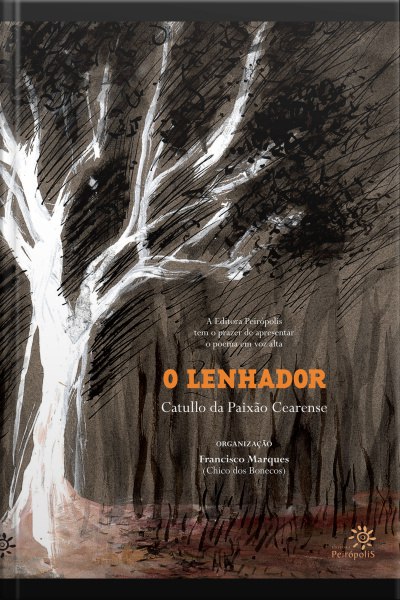 A Editora Peirópolis
tem o prazer de apresentar
o poema em voz alta
O LENHADOR
Catullo da Paixão Cearense
ORGANIZAÇÃO
Francisco Marques
(Chico dos Bonecos)
PeirópoliS